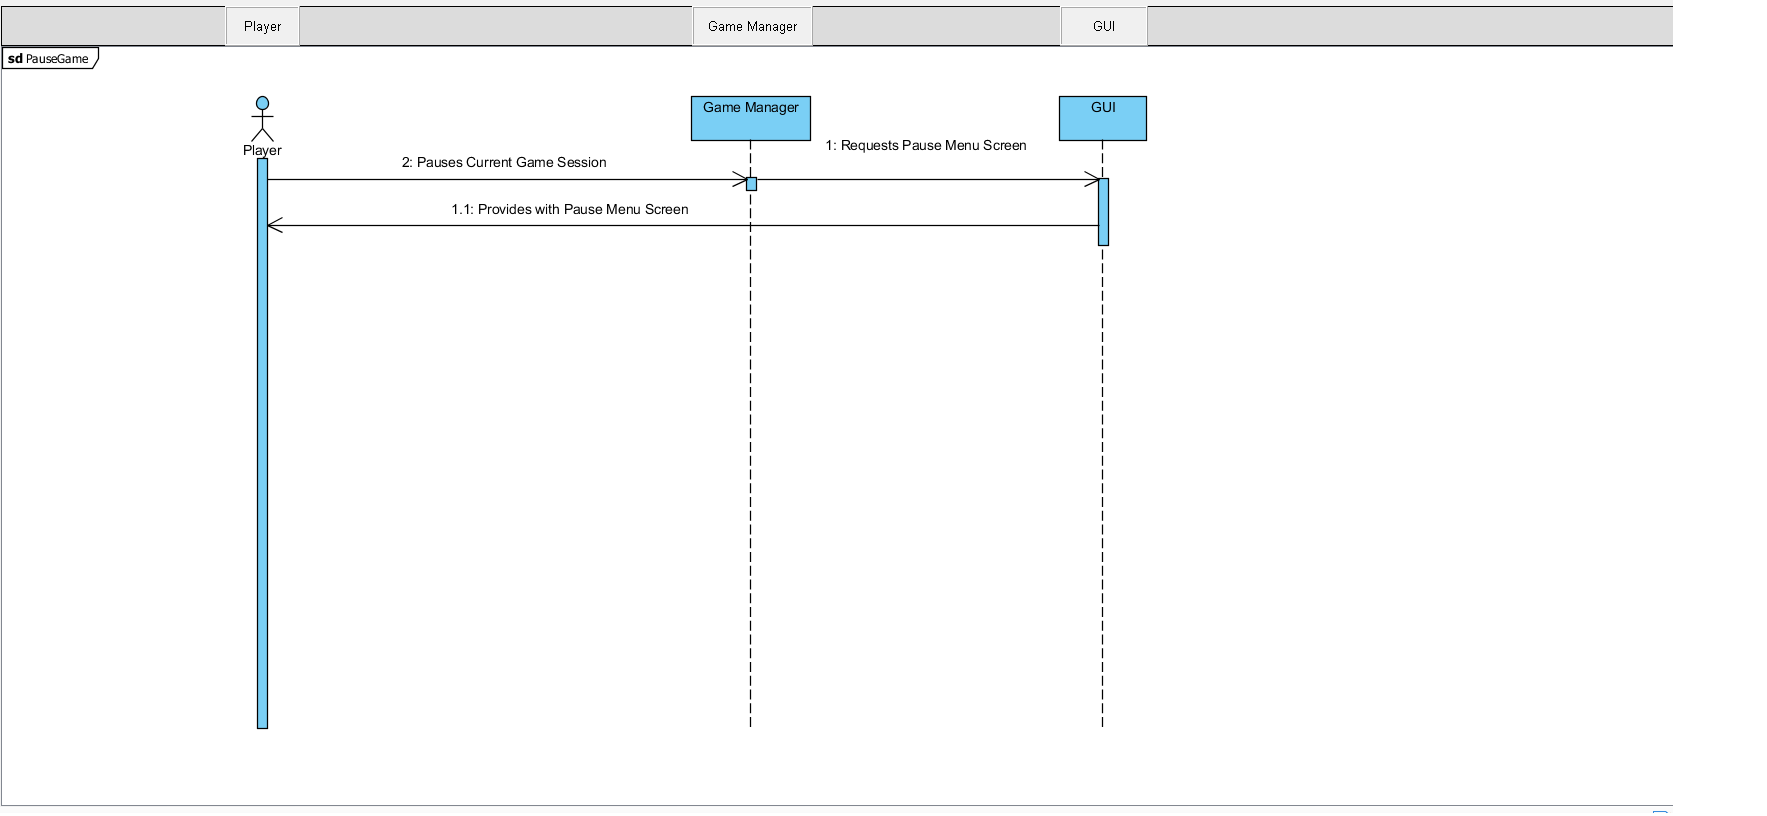 Player
Game Manager
GUI
sd PauseGame
Game Manager
GUI
Player
1: Requests Pause Menu Screen
2: Pauses Current Game Session
1.1: Provides with Pause Menu Screen